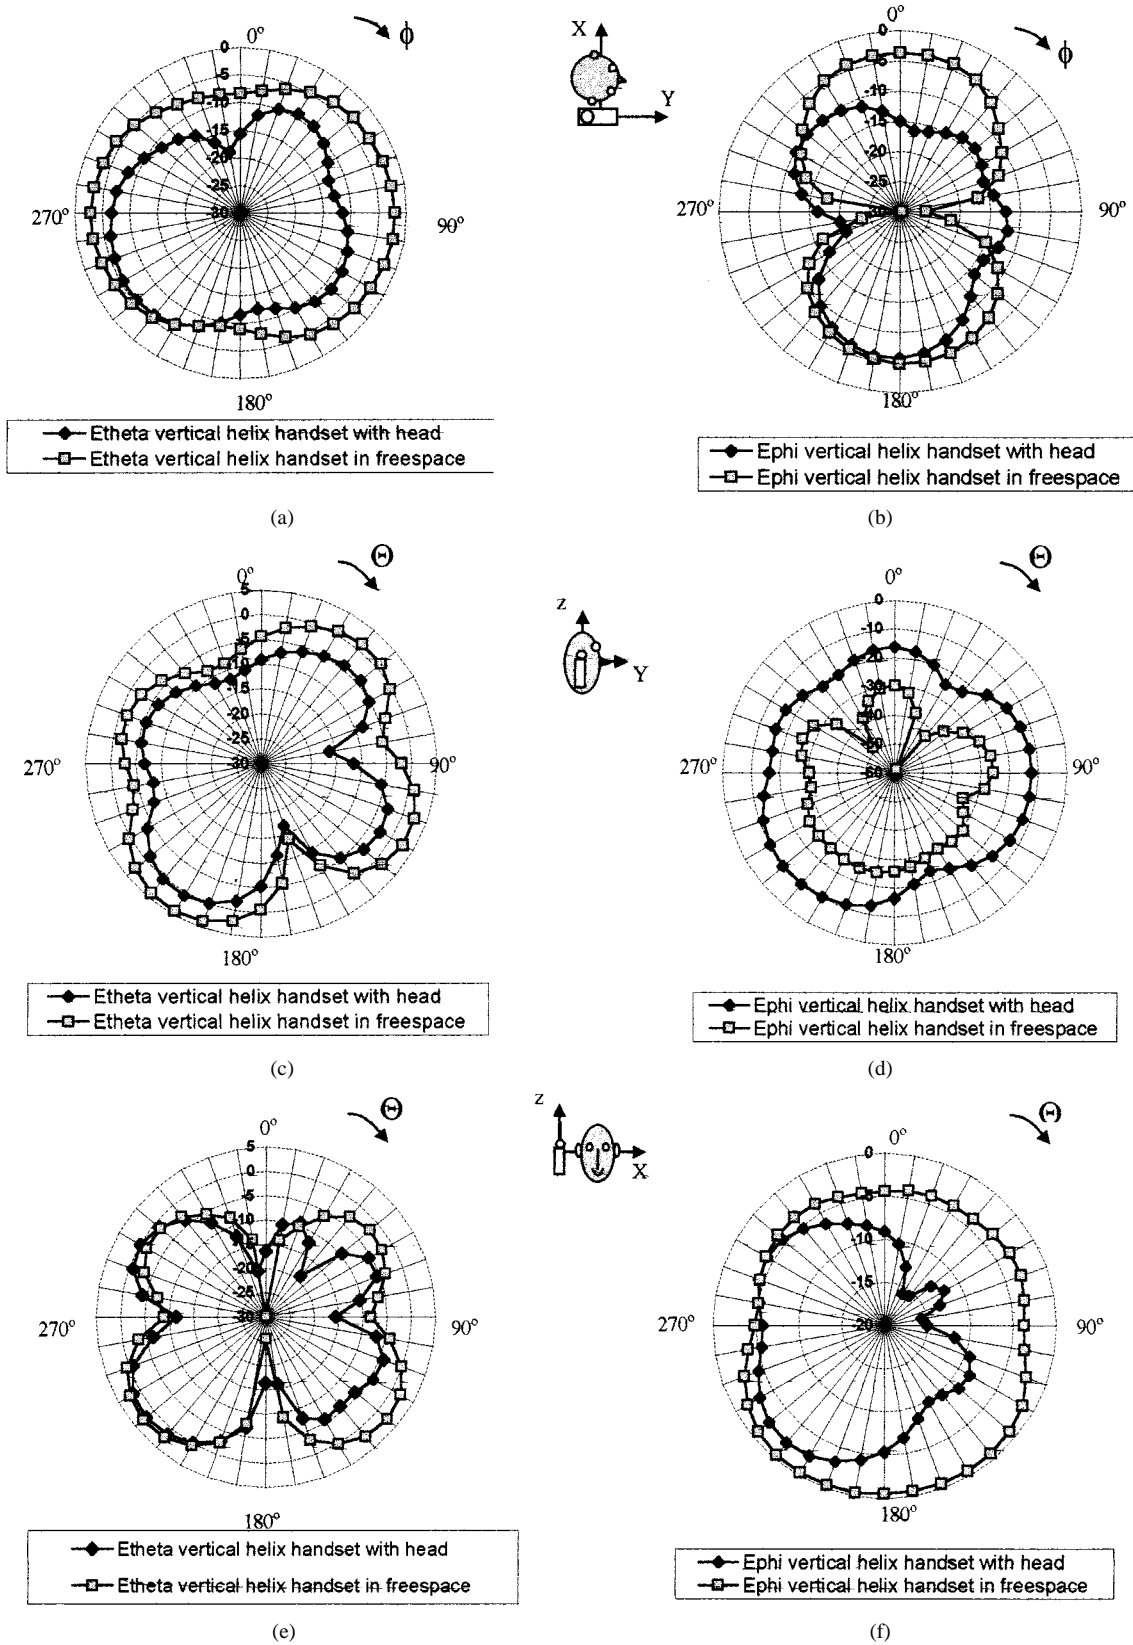 0°
ϕ
0
-5
-10
-15
-20
-25
-30
270°
90°
180°
Etheta vertical helix handset with head
Etheta vertical helix handset in freespace
(a)
X
Y
0°
ϕ
0
-5
-10
-15
-20
-25
-30
270°
90°
180°
Ephi vertical helix handset with head
Ephi vertical helix handset in freespace
(b)
0°
Θ
5
0
-5
-10
-15
-20
-25
-30
270°
90°
180°
Etheta vertical helix handset with head
Etheta vertical helix handset in freespace
(c)
z
Y
0°
Θ
0
-10
-20
-30
-40
-50
-60
270°
90°
180°
Ephi vertical helix handset with head
Ephi vertical helix handset in freespace
(d)
0°
Θ
5
0
-5
-10
-15
-20
-25
-30
270°
90°
180°
Etheta vertical helix handset with head
Etheta vertical helix handset in freespace
(e)
z
X
0°
Θ
0
-5
-10
-15
-20
270°
90°
180°
Ephi vertical helix handset with head
Ephi vertical helix handset in freespace
(f)